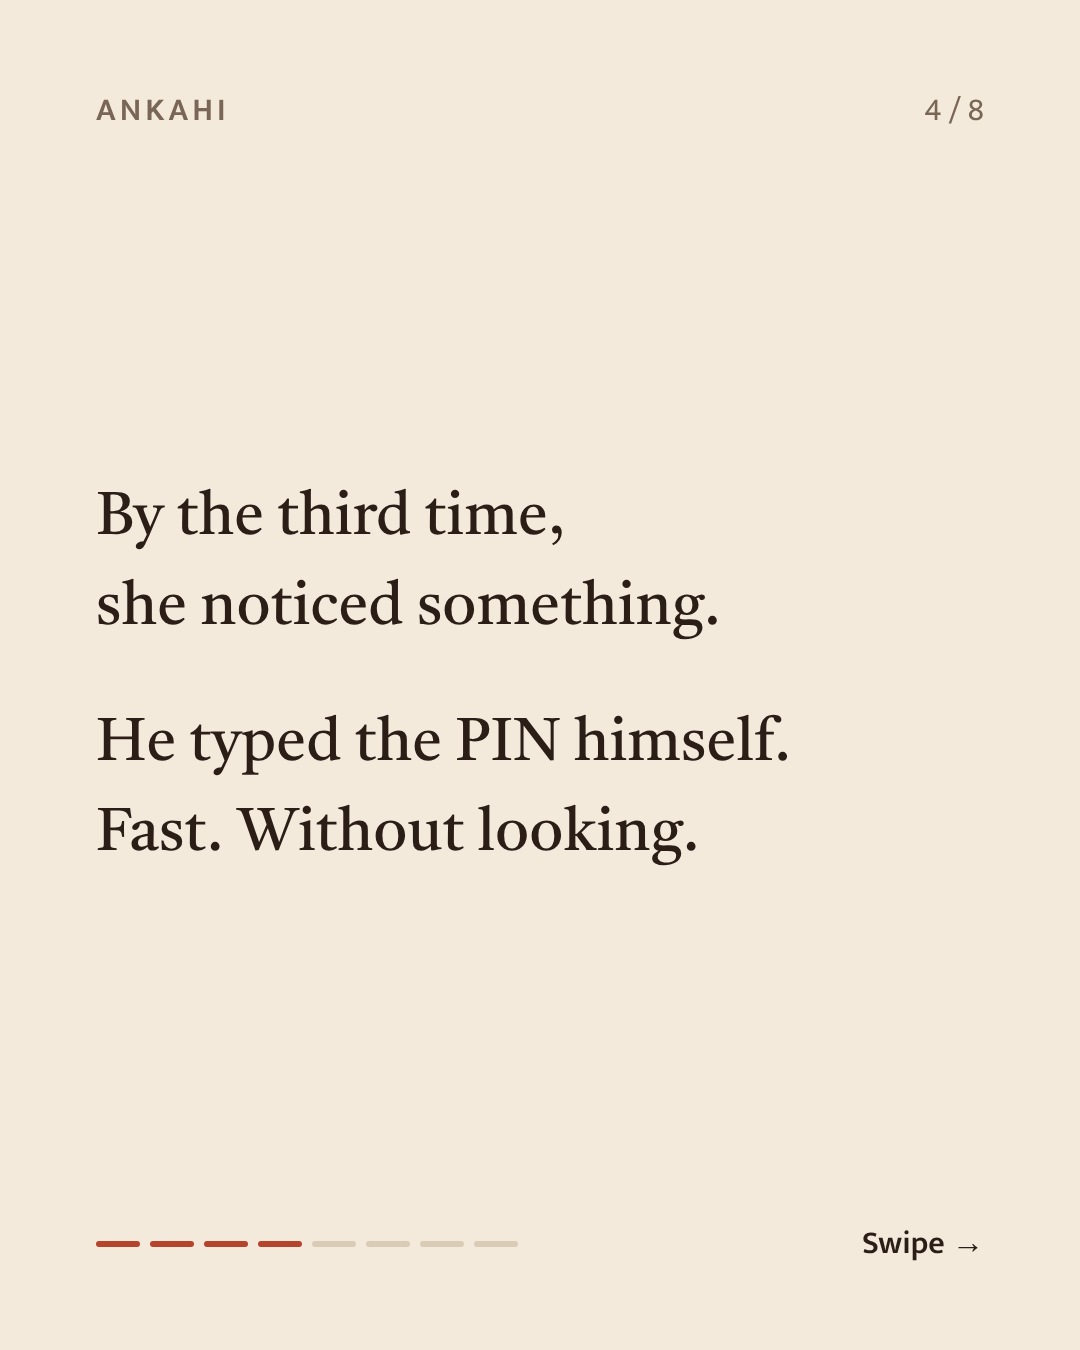 ANKAHI
4 / 8
By the third time,
she noticed something.
He typed the PIN himself.
Fast. Without looking.
Swipe →